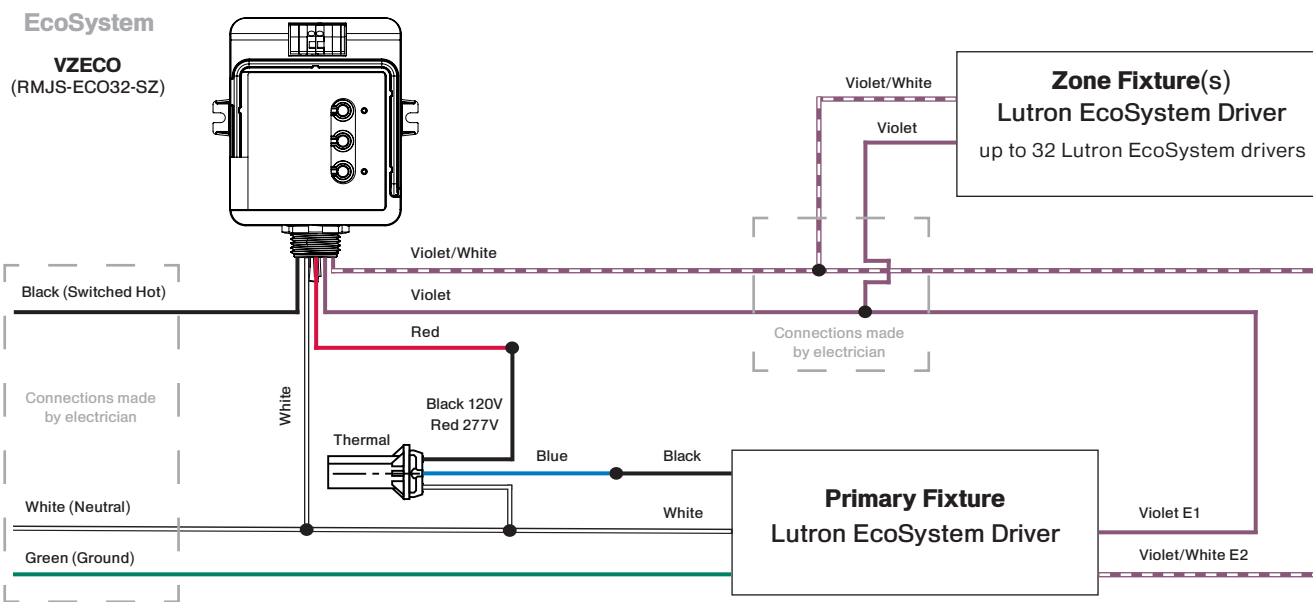 EcoSystem
VZECO
(RMJS-ECO32-SZ)
Violet/White
Violet
Zone Fixture(s)
Lutron EcoSystem Driver
up to 32 Lutron EcoSystem drivers
Violet/White
Black (Switched Hot)
Violet
Red
Connections made
by electrician
Connections made
by electrician
White
Black 120V
Red 277V
Thermal
Blue
Black
White (Neutral)
White
Primary Fixture
Lutron EcoSystem Driver
Violet E1
Green (Ground)
Violet/White E2